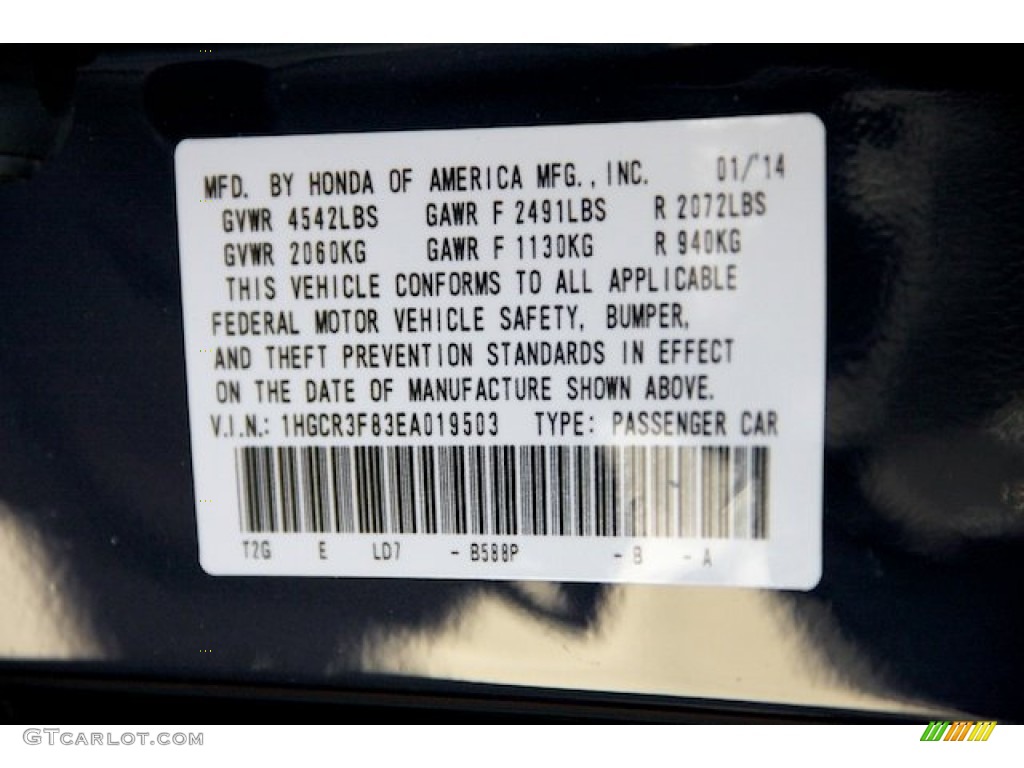 MFD. BY HONDA OF AMERICA MFG., INC. 01/'14
GVWR 4542LBS GAWR F 2491LBS R 2072LBS
GVWR 2060KG GAWR F 1130KG R 940KG
THIS VEHICLE CONFORMS TO ALL APPLICABLE
FEDERAL MOTOR VEHICLE SAFETY, BUMPER,
AND THEFT PREVENTION STANDARDS IN EFFECT
ON THE DATE OF MANUFACTURE SHOWN ABOVE.
V.I.N.: 1HGCR3F83EA019503 TYPE: PASSENGER CAR
T2G E LD7 - B588P - B - A
GTCarlot.com